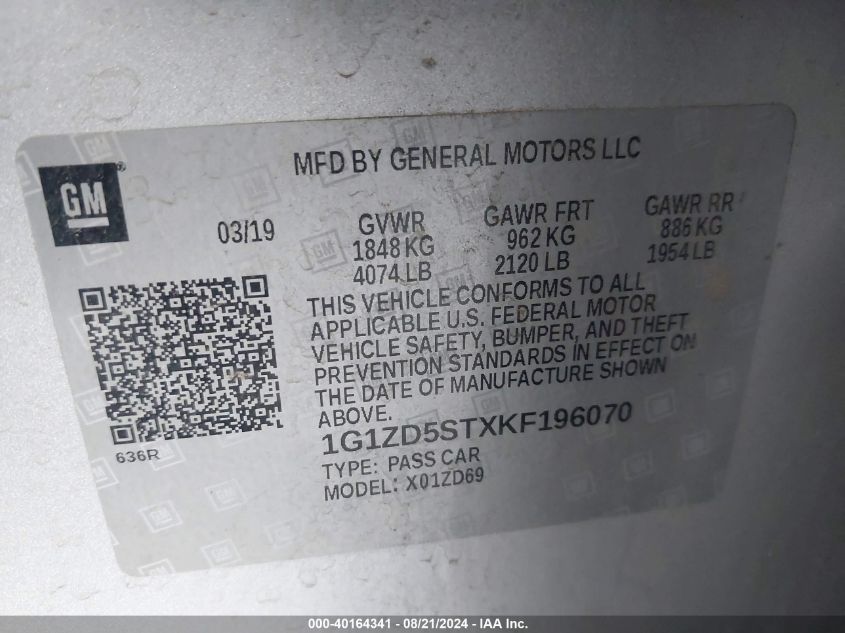 MFD BY GENERAL MOTORS LLC
GM®
03/19
GVWR GAWR FRT GAWR RR
1848 KG 962 KG 886 KG
4074 LB 2120 LB 1954 LB
THIS VEHICLE CONFORMS TO ALL
APPLICABLE U.S. FEDERAL MOTOR
VEHICLE SAFETY, BUMPER, AND THEFT
PREVENTION STANDARDS IN EFFECT ON
THE DATE OF MANUFACTURE SHOWN
ABOVE.
636R
1G1ZD5STXKF196070
TYPE: PASS CAR
MODEL: X01ZD69
000-40164341 - 08/21/2024 - IAAI.COM